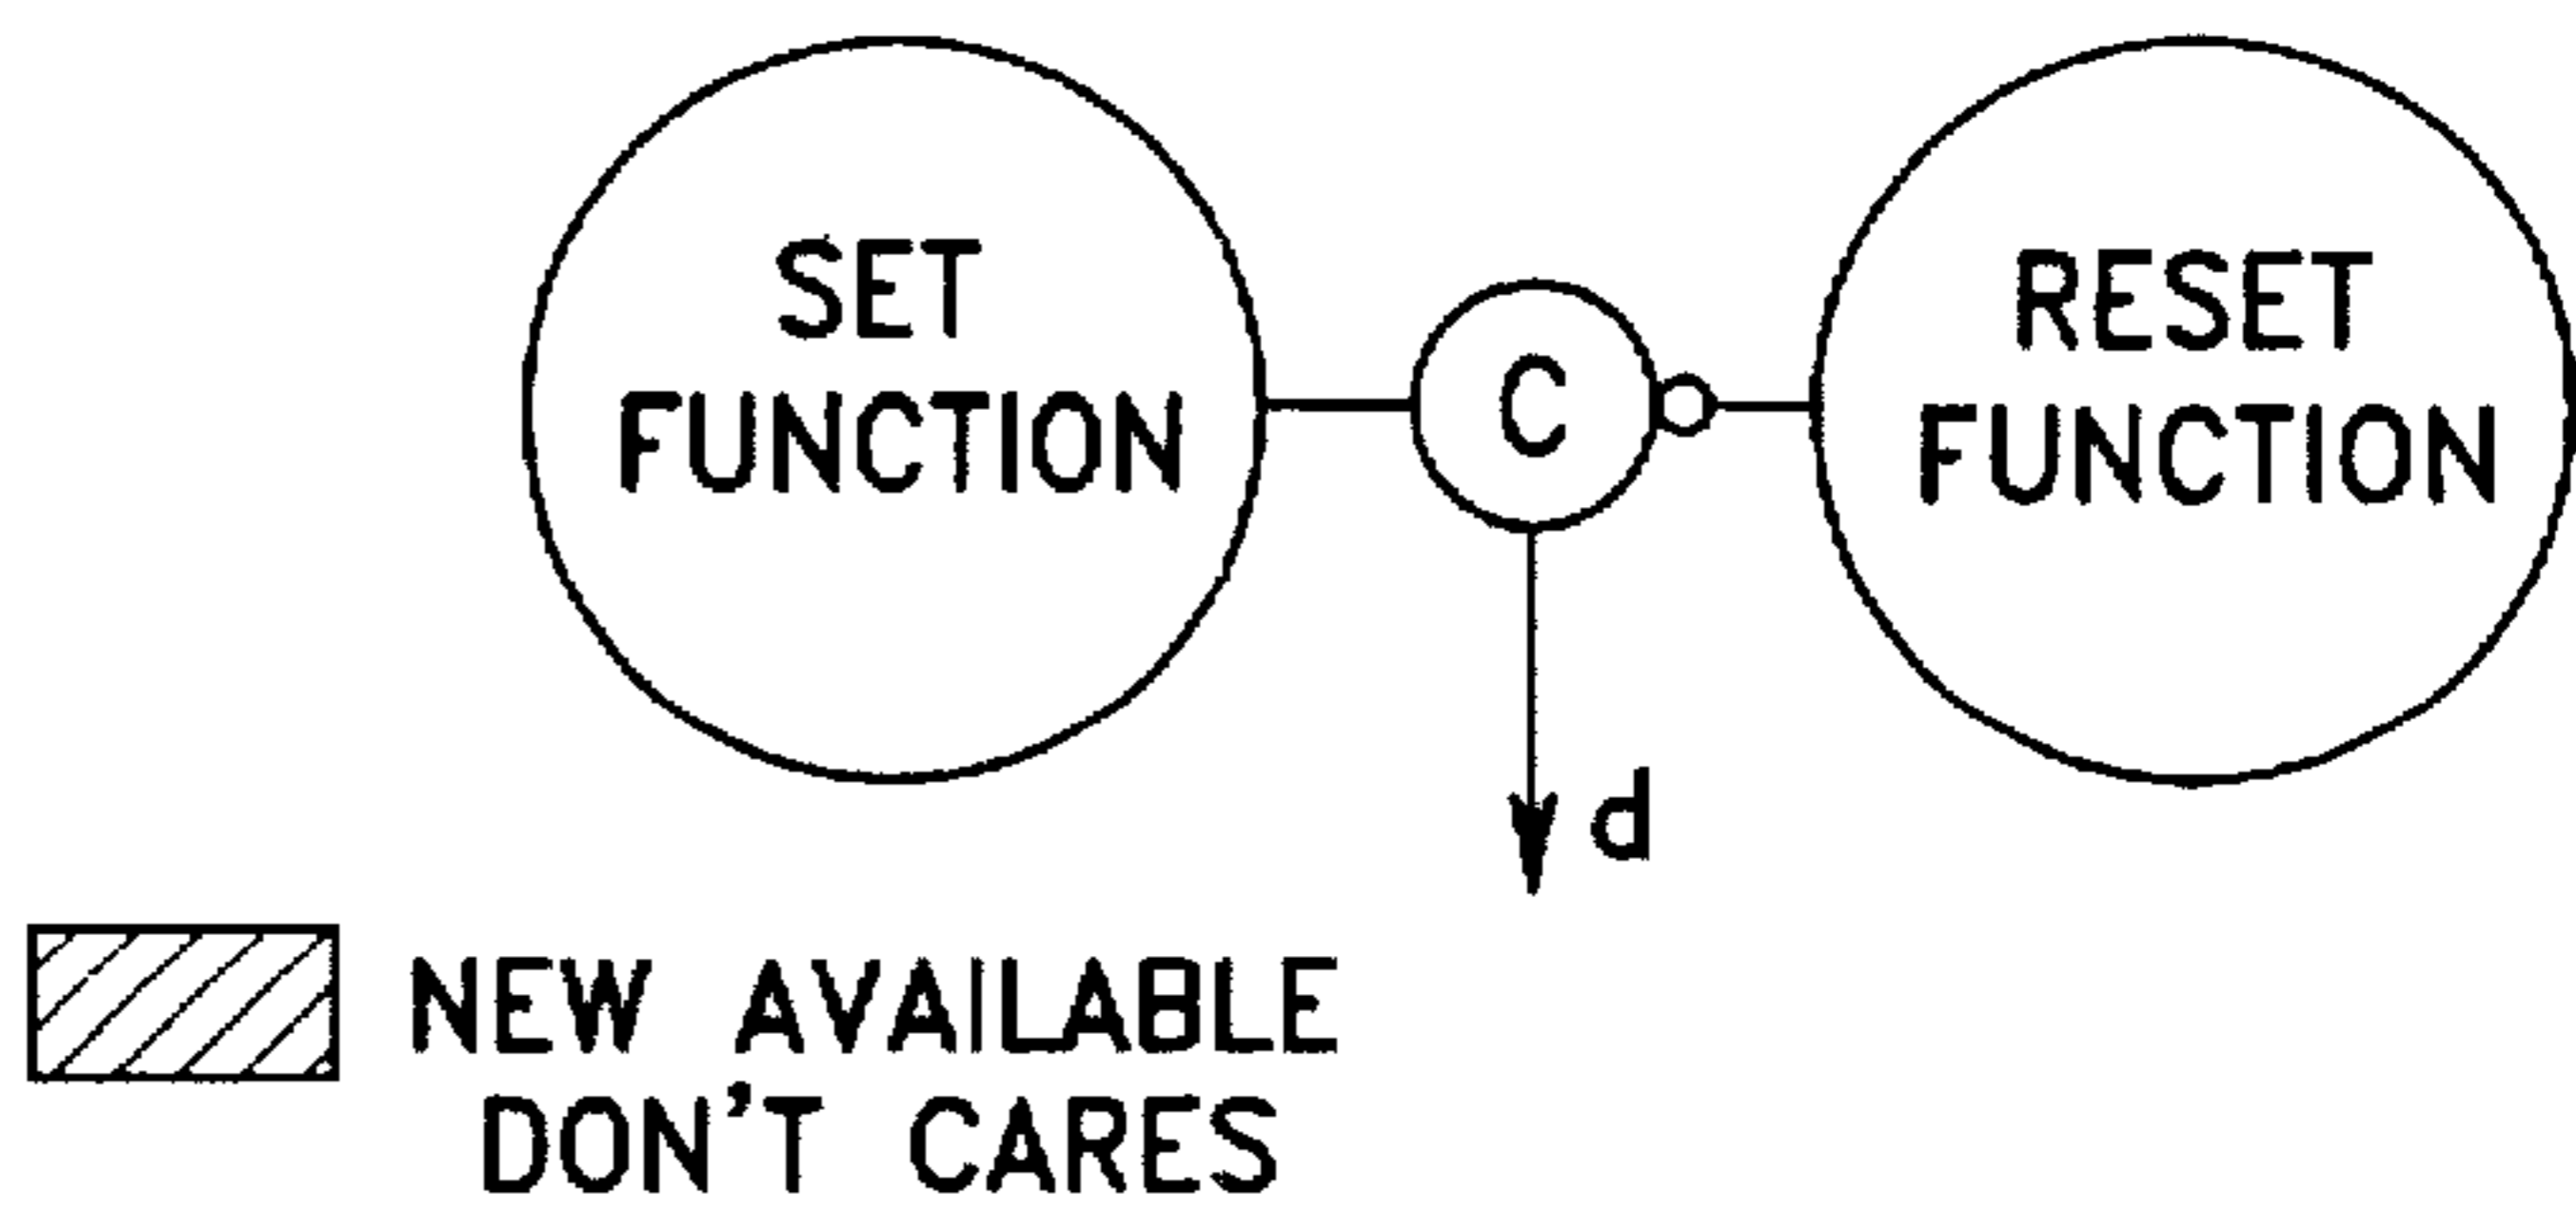 SET
FUNCTION
C
RESET
FUNCTION
d
NEW AVAILABLE
DON'T CARES